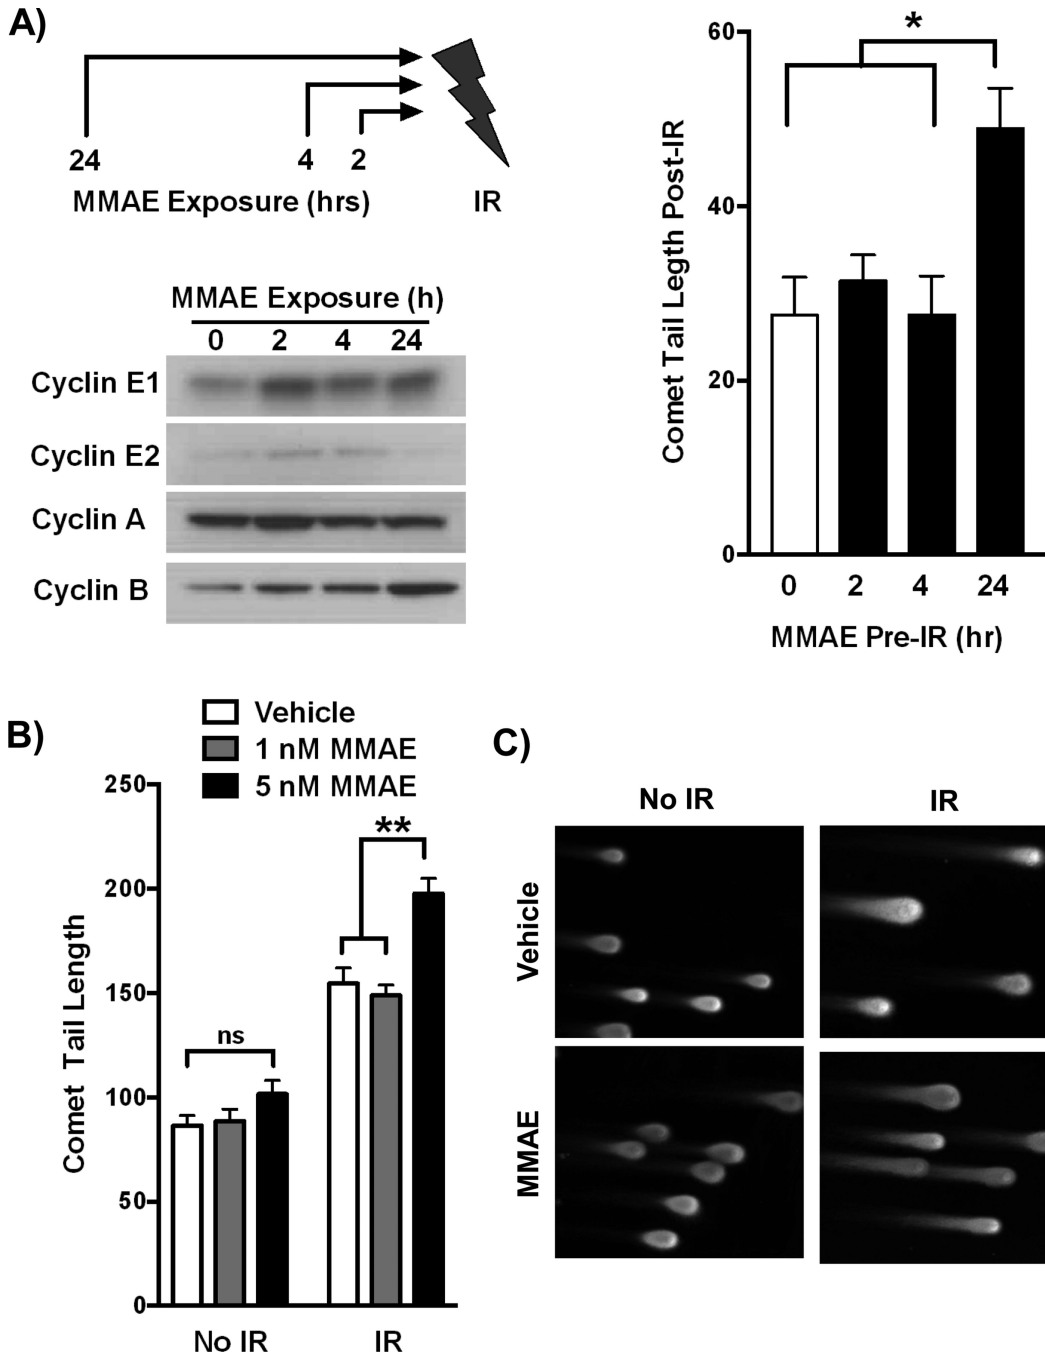 A)
24
4
2
MMAE Exposure (hrs)
IR
MMAE Exposure (h)
0 2 4 24
Cyclin E1
Cyclin E2
Cyclin A
Cyclin B
*
60
40
20
0
Comet Tail Legth Post-IR
0 2 4 24
MMAE Pre-IR (hr)
B)
Vehicle
1 nM MMAE
5 nM MMAE
250
200
150
100
50
0
Comet Tail Length
ns
**
No IR IR
C)
No IR IR
Vehicle
MMAE